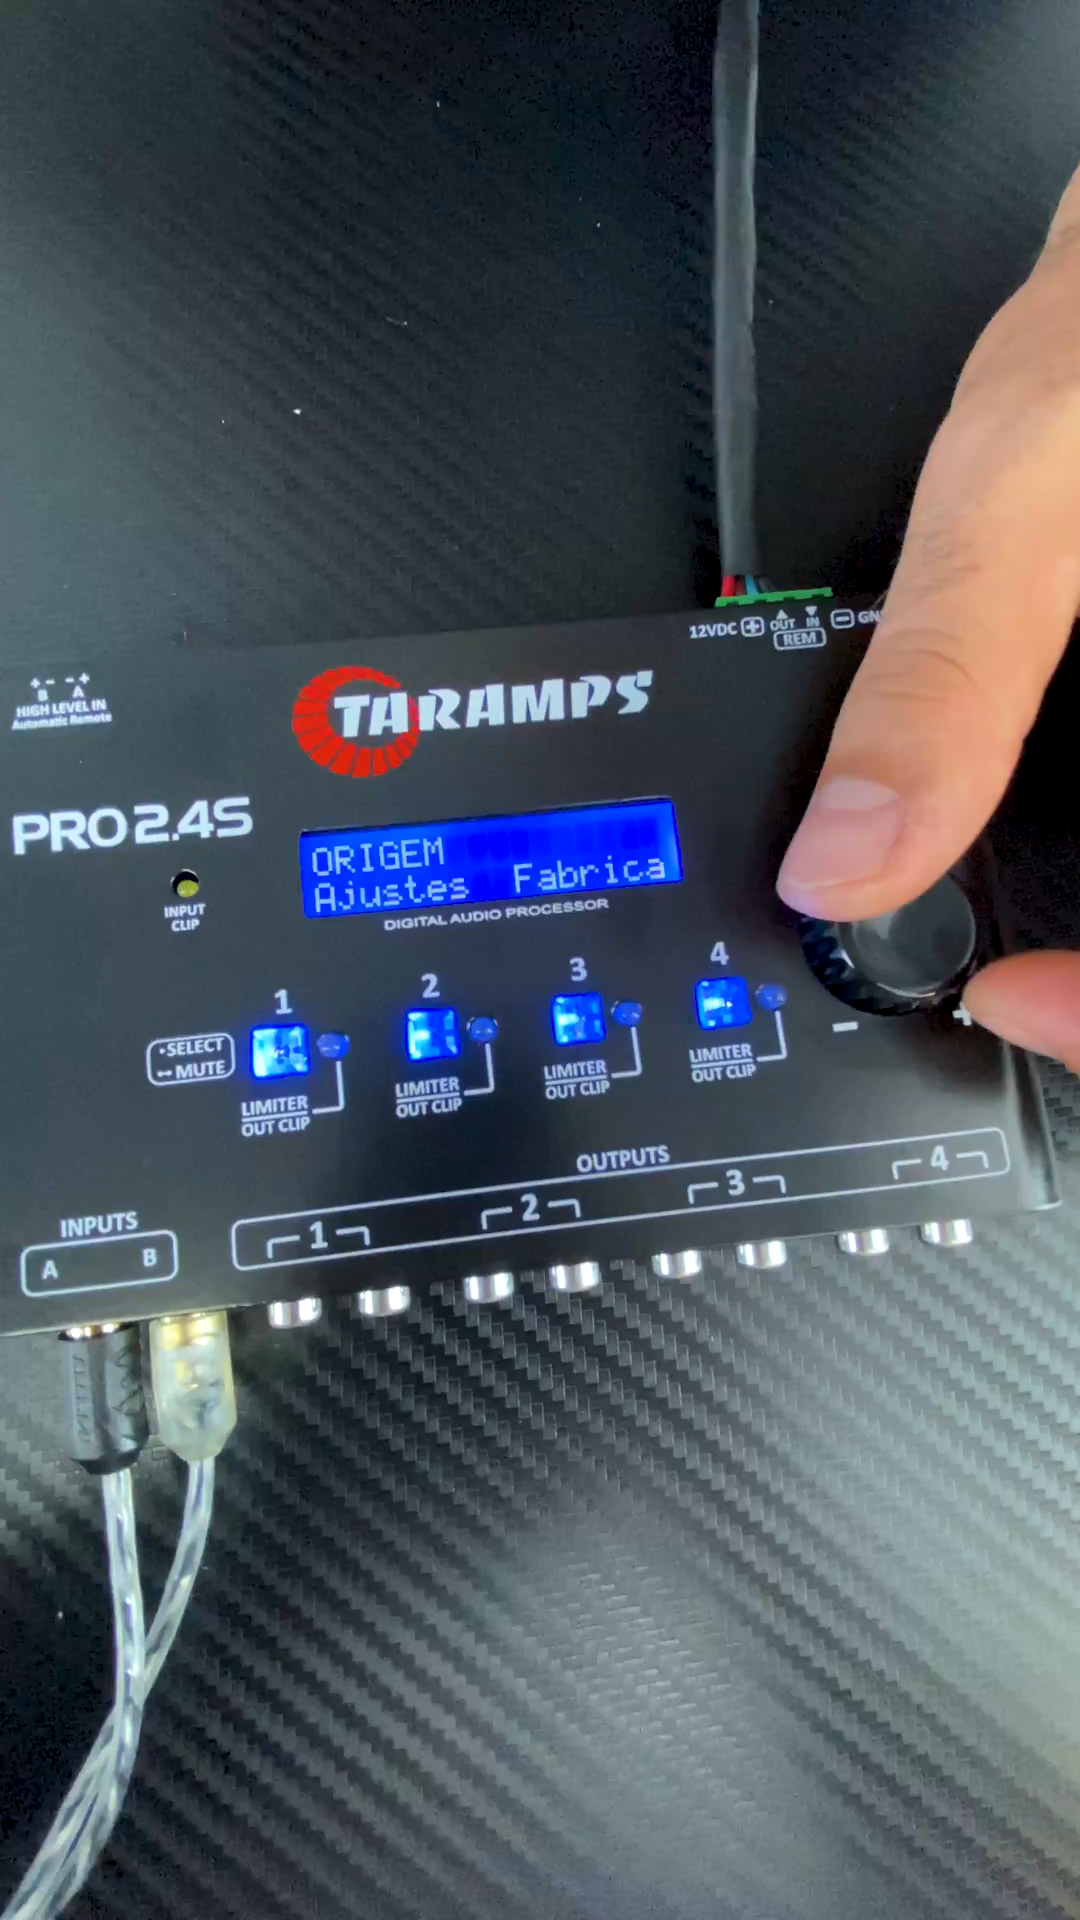 12VDC + OUT IN − GN
REM
+ - - +
B A
HIGH LEVEL IN
Automatic Remote
TARAMPS
PRO 2.4S
ORIGEM
Ajustes Fabrica
DIGITAL AUDIO PROCESSOR
INPUT
CLIP
1 2 3 4
− +
•SELECT
MUTE
LIMITER
OUT CLIP
LIMITER
OUT CLIP
LIMITER
OUT CLIP
LIMITER
OUT CLIP
OUTPUTS
1 2 3 4
INPUTS
A B